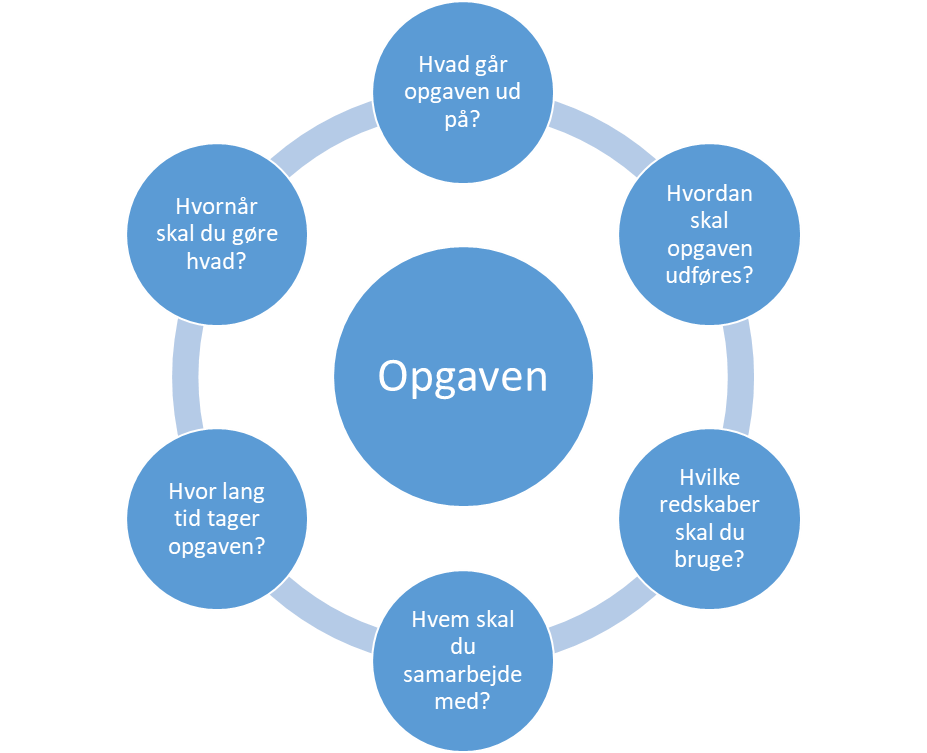 Hvad går
opgaven ud
på?
Hvordan
skal
opgaven
udføres?
Hvilke
redskaber
skal du
bruge?
Hvem skal
du
samarbejde
med?
Hvor lang
tid tager
opgaven?
Hvornår
skal du gøre
hvad?
Opgaven